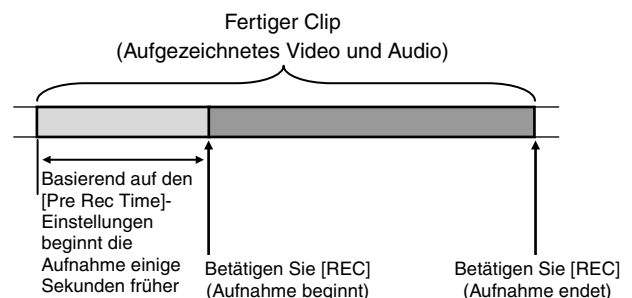 Fertiger Clip
(Aufgezeichnetes Video und Audio)
Basierend auf den
[Pre Rec Time]-
Einstellungen
beginnt die
Aufnahme einige
Sekunden früher
Betätigen Sie [REC]
(Aufnahme beginnt)
Betätigen Sie [REC]
(Aufnahme endet)